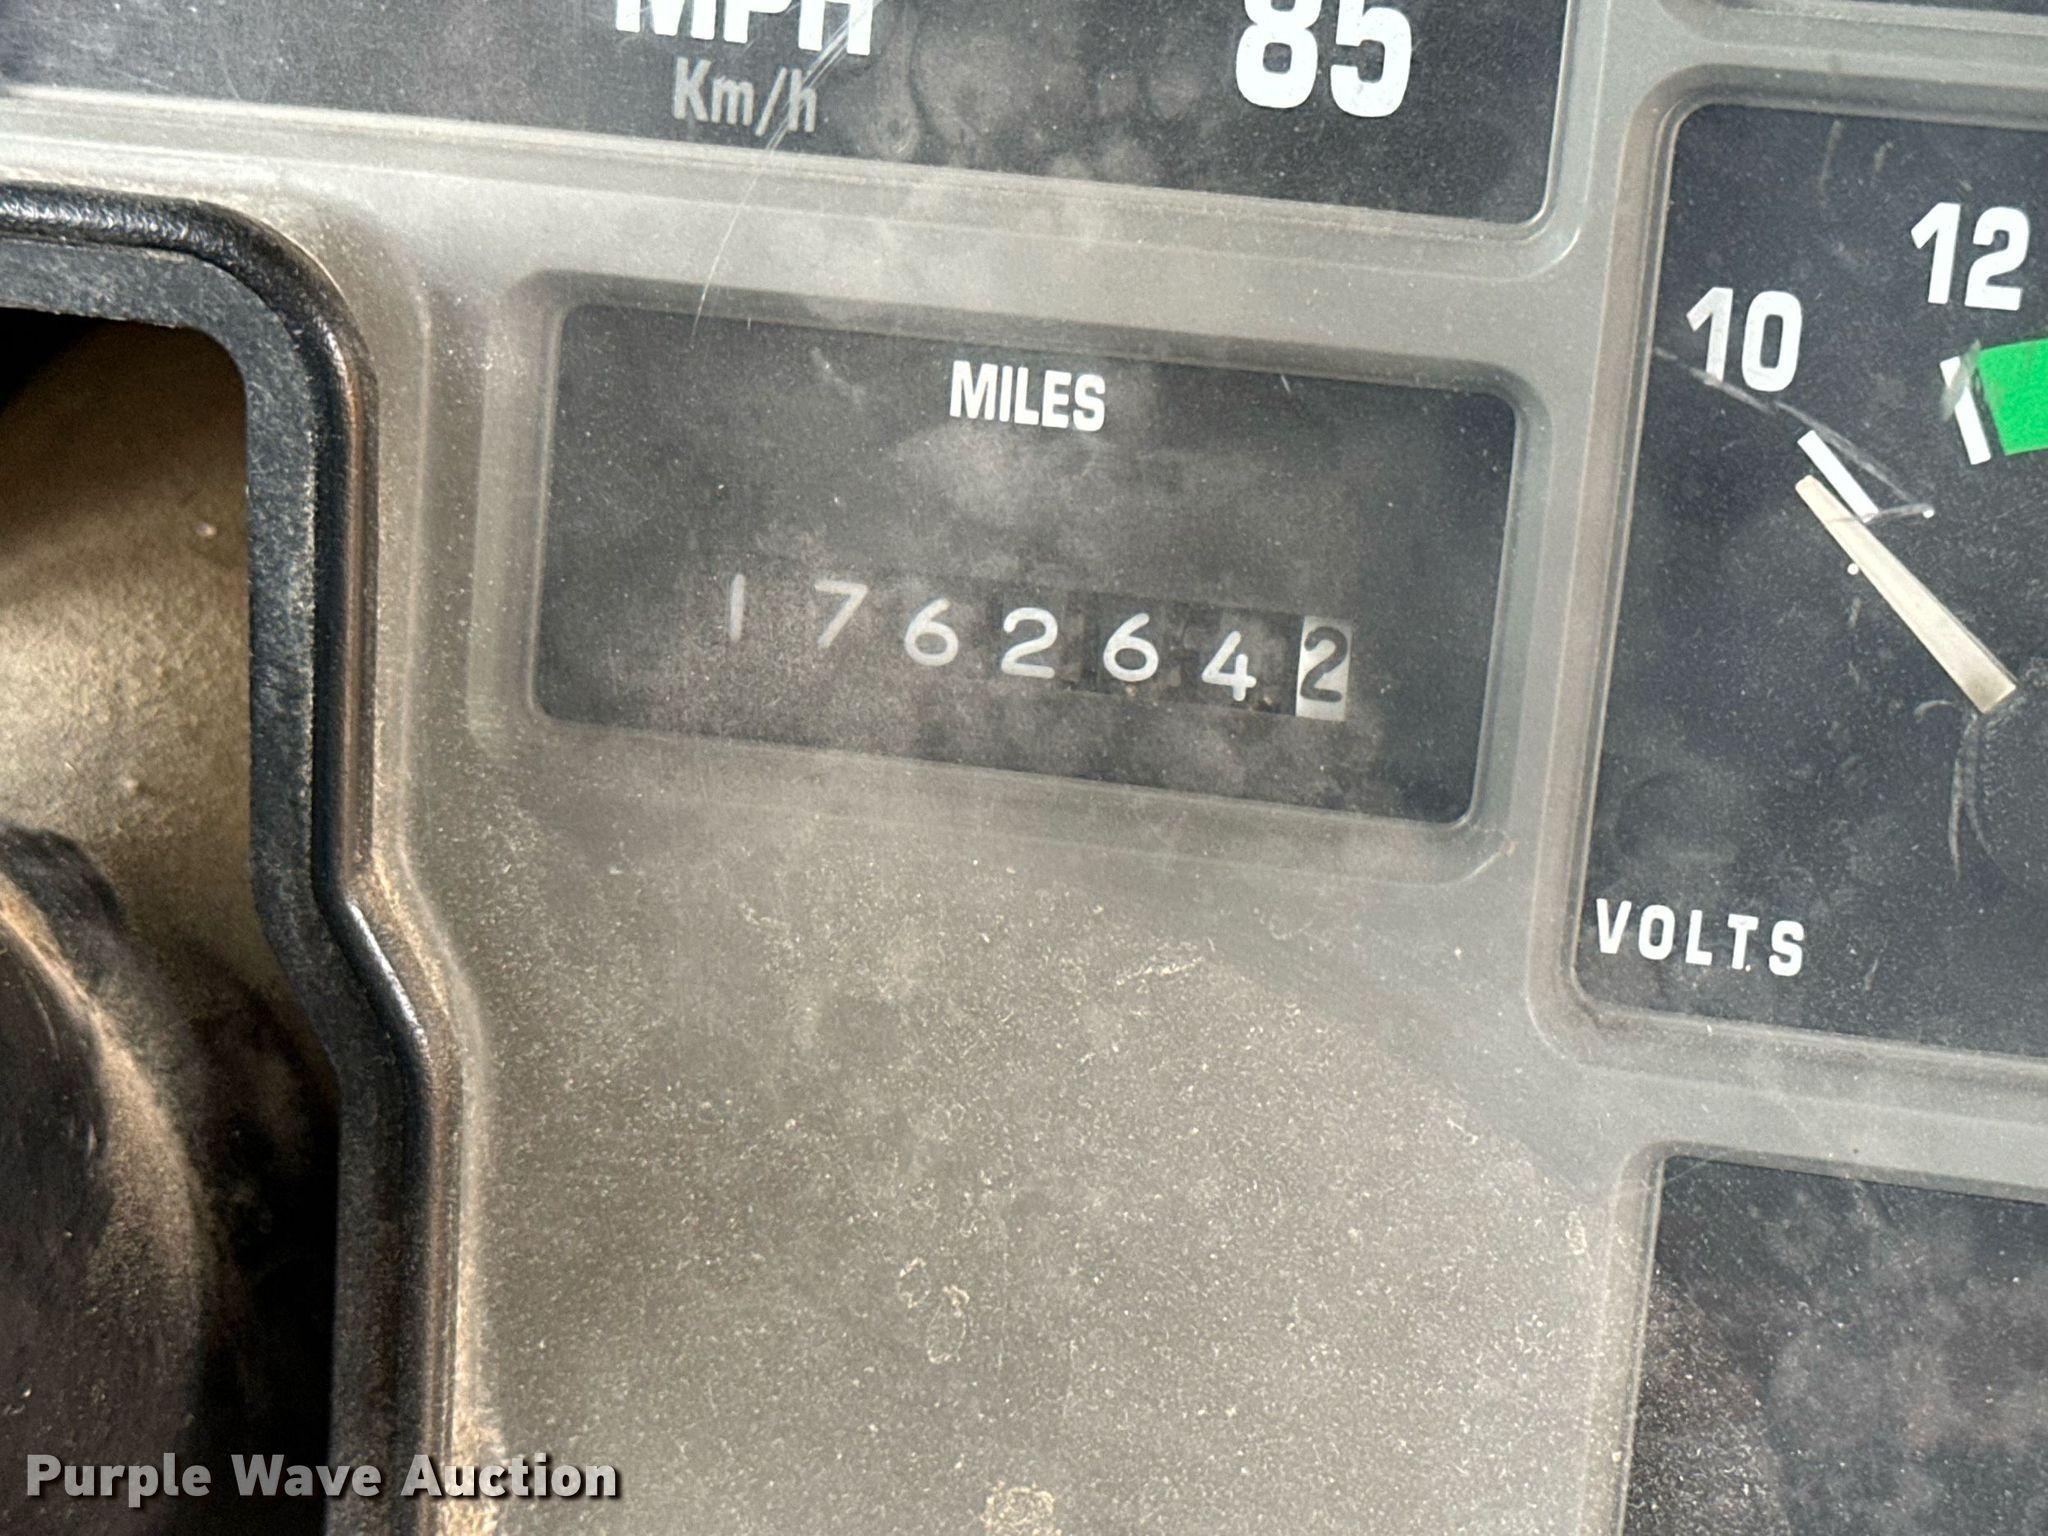 MPH
Km/h
85
12
10
MILES
1762642
VOLTS
Purple Wave Auction